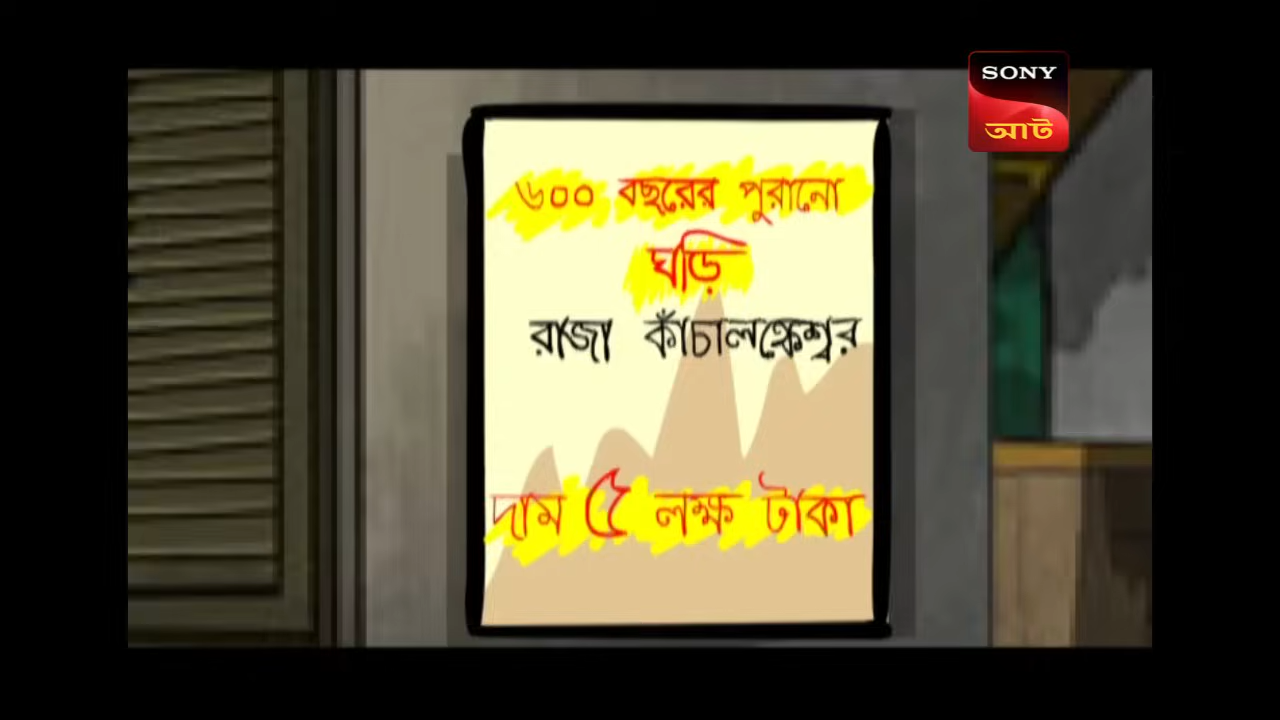 SONY
আট
৬০০ বছরের পুরানো
ঘড়ি
রাজা কাঁচালঙ্কেশ্বর
দাম ৫ লক্ষ টাকা